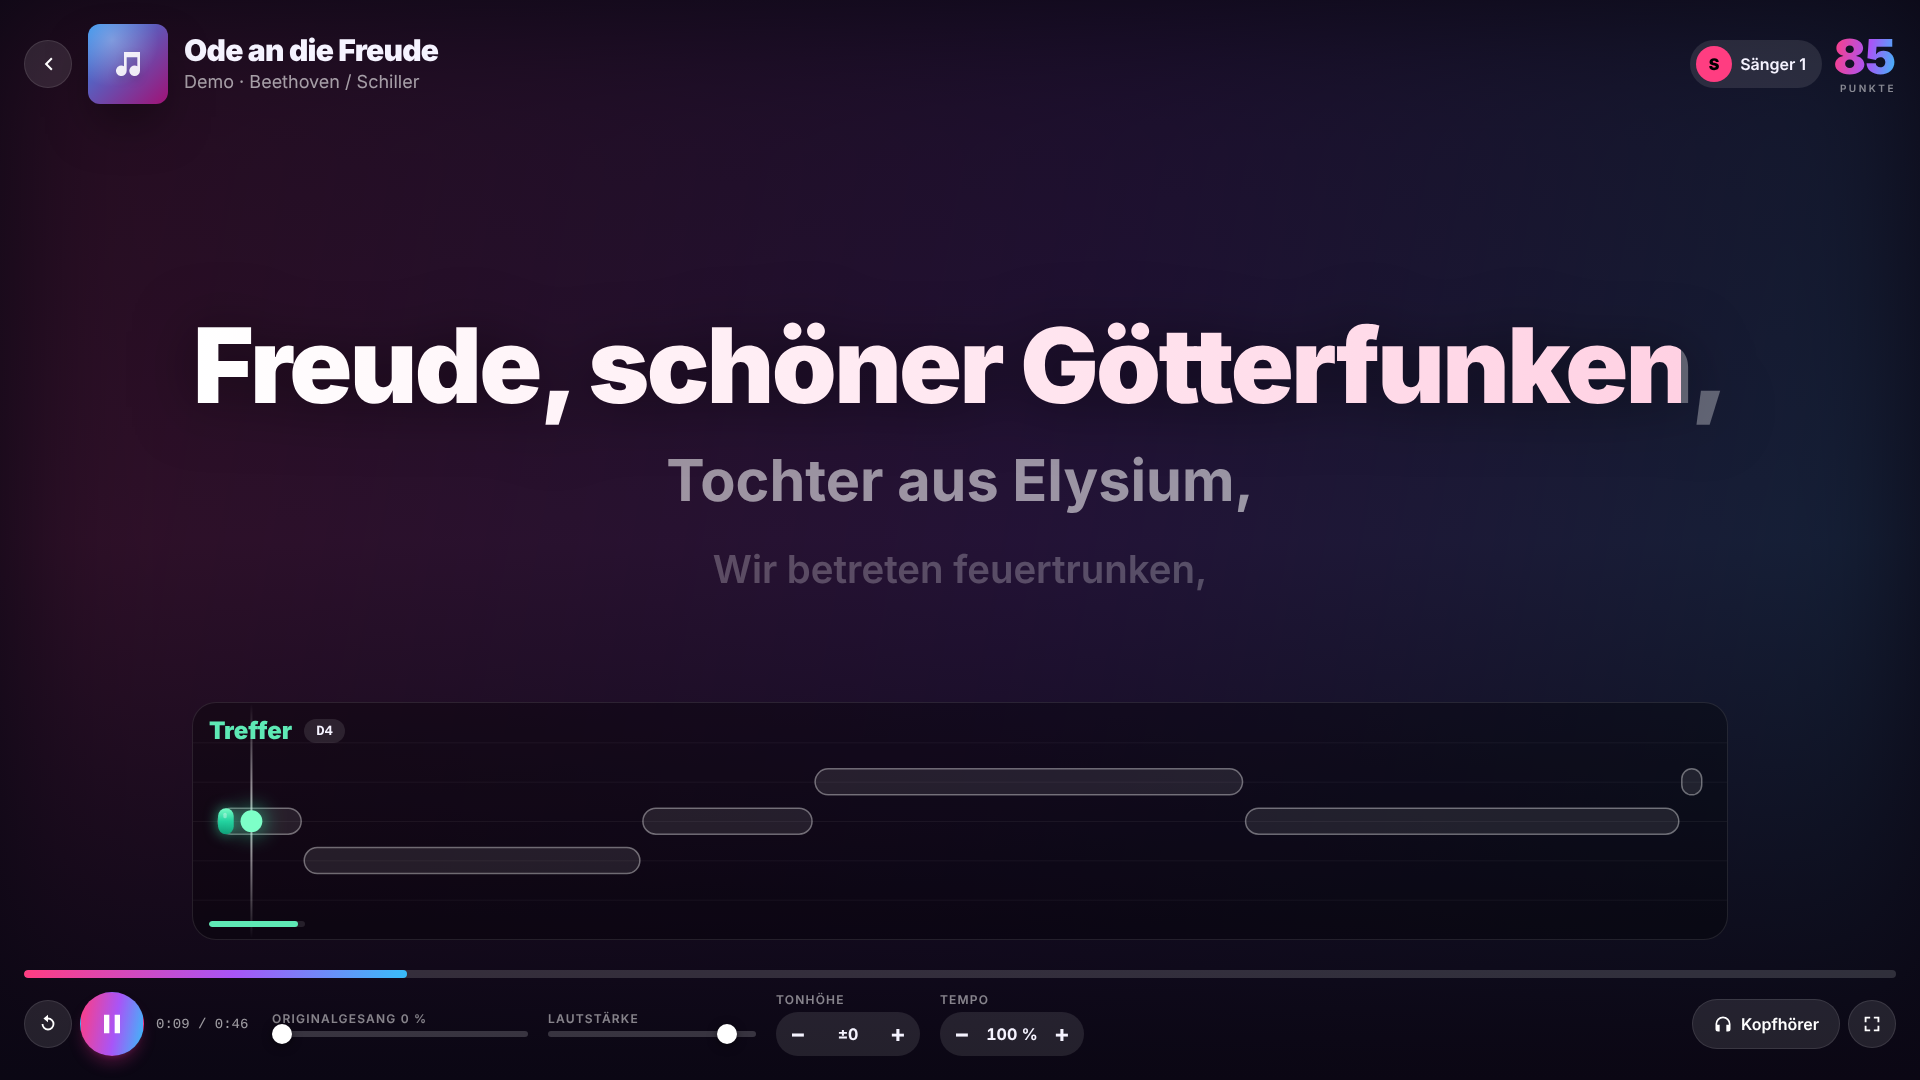 Ode an die Freude
Demo · Beethoven / Schiller
S
Sänger 1
85
PUNKTE
Freude, schöner Götterfunken,
Tochter aus Elysium,
Wir betreten feuertrunken,
Treffer
D4
0:09 / 0:46
ORIGINALGESANG 0 %
LAUTSTÄRKE
TONHÖHE
− ±0 +
TEMPO
− 100 % +
Kopfhörer